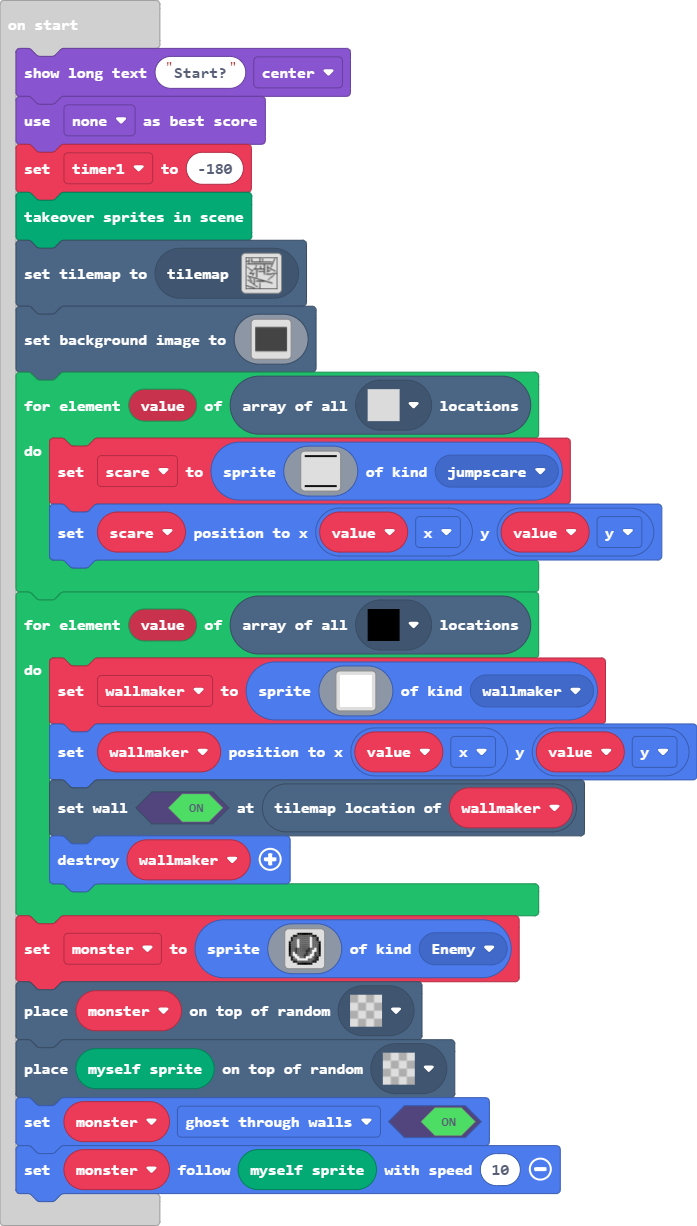 on start
show long text "Start?" center
use none as best score
set timer1 to -180
takeover sprites in scene
set tilemap to tilemap
set background image to
for element value of array of all locations
do
set scare to sprite of kind jumpscare
set scare position to x value x y value y
for element value of array of all locations
do
set wallmaker to sprite of kind wallmaker
set wallmaker position to x value x y value y
set wall ON at tilemap location of wallmaker
destroy wallmaker
set monster to sprite of kind Enemy
place monster on top of random
place myself sprite on top of random
set monster ghost through walls ON
set monster follow myself sprite with speed 10